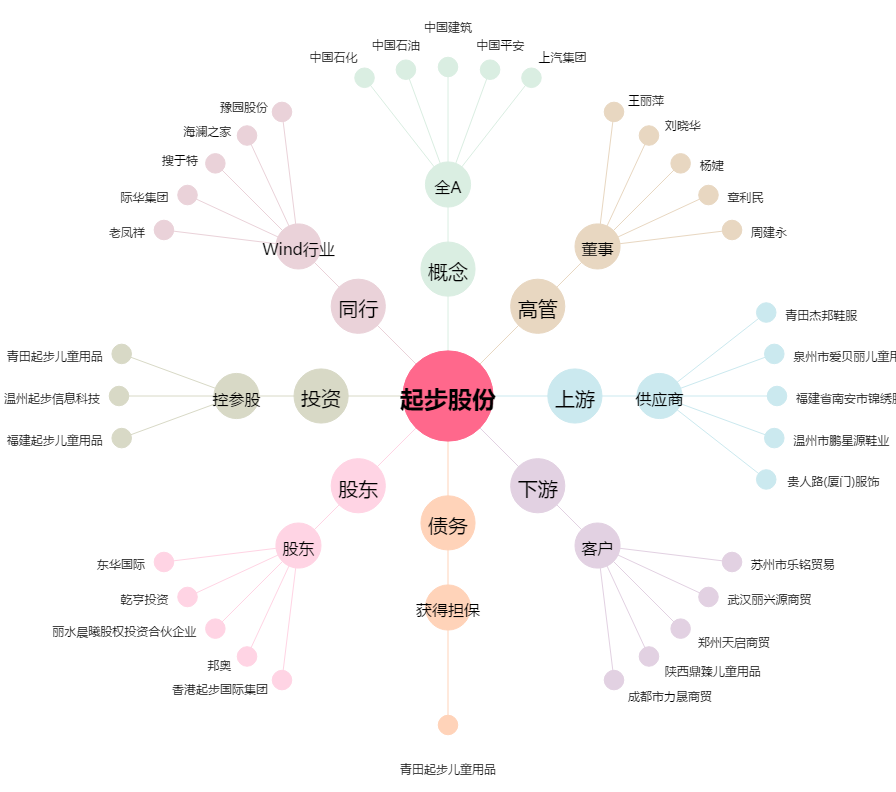 中国建筑
中国石油
中国平安
中国石化
上汽集团
全A
概念
豫园股份
海澜之家
搜于特
际华集团
老凤祥
Wind行业
同行
王丽萍
刘晓华
杨婕
章利民
周建永
董事
高管
青田起步儿童用品
温州起步信息科技
福建起步儿童用品
控参股
投资
起步股份
上游
供应商
青田杰邦鞋服
泉州市爱贝丽儿童用
福建省南安市锦绣服
温州市鹏星源鞋业
贵人路(厦门)服饰
股东
股东
东华国际
乾亨投资
丽水晨曦股权投资合伙企业
邦奥
香港起步国际集团
债务
获得担保
青田起步儿童用品
下游
客户
苏州市乐铭贸易
武汉丽兴源商贸
郑州天启商贸
陕西鼎臻儿童用品
成都市力晟商贸